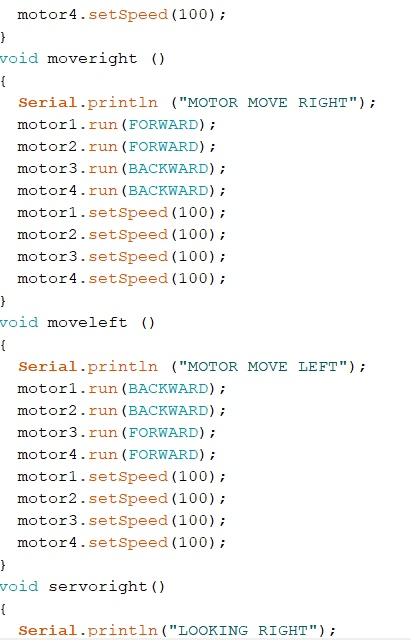 motor4.setSpeed(100);
}
void moveright ()
{
Serial.println ("MOTOR MOVE RIGHT");
motor1.run(FORWARD);
motor2.run(FORWARD);
motor3.run(BACKWARD);
motor4.run(BACKWARD);
motor1.setSpeed(100);
motor2.setSpeed(100);
motor3.setSpeed(100);
motor4.setSpeed(100);
}
void moveleft ()
{
Serial.println ("MOTOR MOVE LEFT");
motor1.run(BACKWARD);
motor2.run(BACKWARD);
motor3.run(FORWARD);
motor4.run(FORWARD);
motor1.setSpeed(100);
motor2.setSpeed(100);
motor3.setSpeed(100);
motor4.setSpeed(100);
}
void servoright()
{
Serial.println("LOOKING RIGHT");